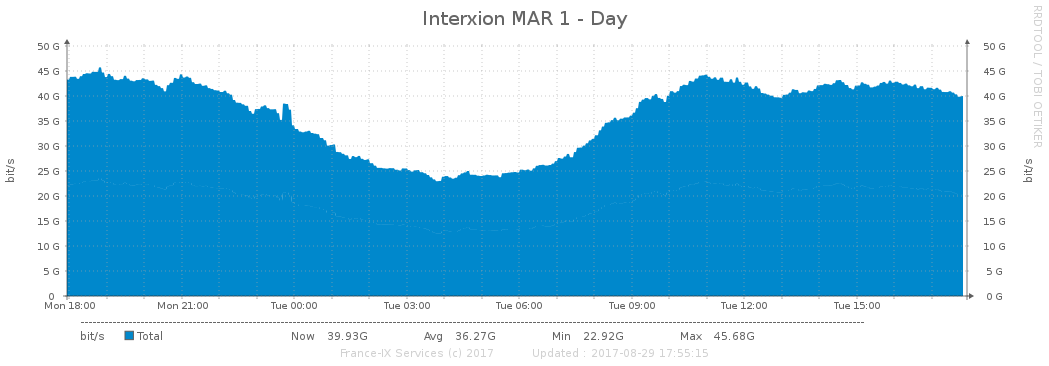 Interxion MAR 1 - Day
RRDTOOL / TOBI OETIKER
50 G 50 G
45 G 45 G
40 G 40 G
35 G 35 G
30 G 30 G
25 G 25 G
20 G 20 G
15 G 15 G
10 G 10 G
5 G 5 G
0 0 G
bit/s bit/s
Mon 18:00 Mon 21:00 Tue 00:00 Tue 03:00 Tue 06:00 Tue 09:00 Tue 12:00 Tue 15:00
bit/s Total Now 39.93G Avg 36.27G Min 22.92G Max 45.68G
France-IX Services (c) 2017 Updated : 2017-08-29 17:55:15